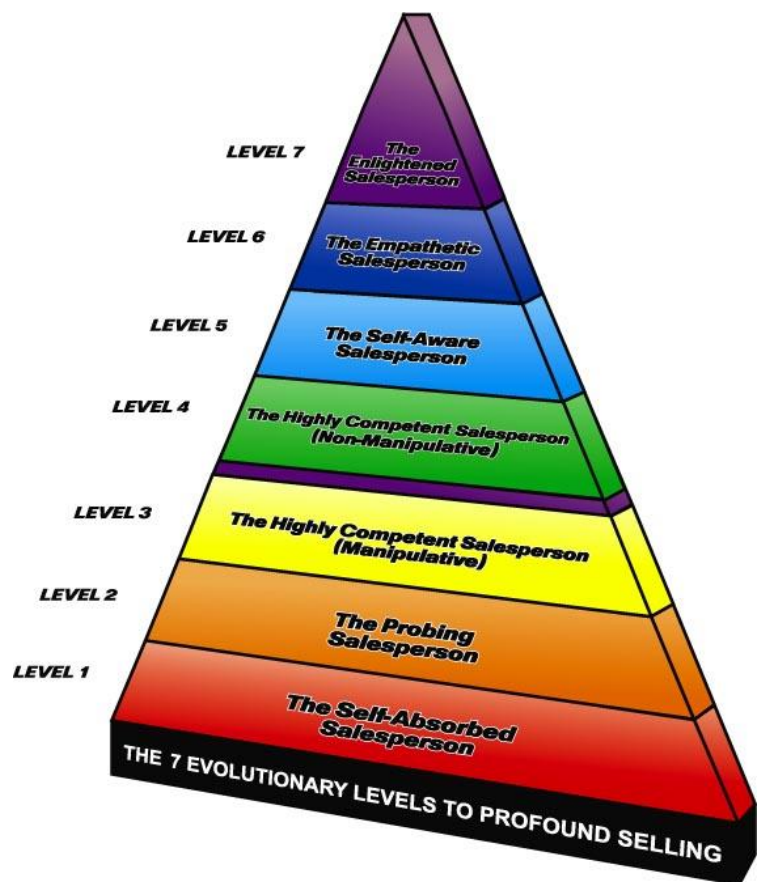 LEVEL 7
The
Enlightened
Salesperson
LEVEL 6
The Empathetic
Salesperson
LEVEL 5
The Self-Aware
Salesperson
LEVEL 4
The Highly Competent Salesperson
(Non-Manipulative)
LEVEL 3
The Highly Competent Salesperson
(Manipulative)
LEVEL 2
The Probing
Salesperson
LEVEL 1
The Self-Absorbed
Salesperson
THE 7 EVOLUTIONARY LEVELS TO PROFOUND SELLING